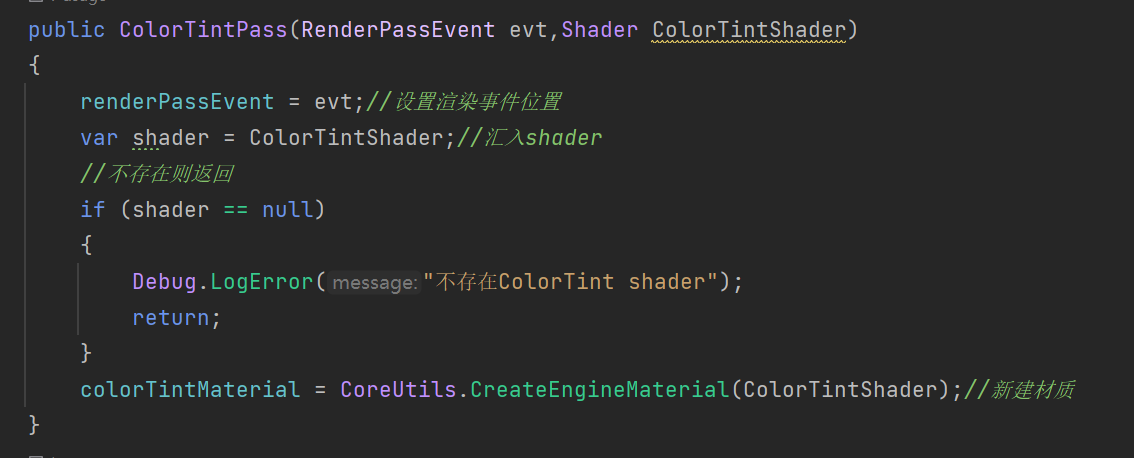 public ColorTintPass(RenderPassEvent evt,Shader ColorTintShader)
{
renderPassEvent = evt;//设置渲染事件位置
var shader = ColorTintShader;//汇入shader
//不存在则返回
if (shader == null)
{
Debug.LogError(message:"不存在ColorTint shader");
return;
}
colorTintMaterial = CoreUtils.CreateEngineMaterial(ColorTintShader);//新建材质
}